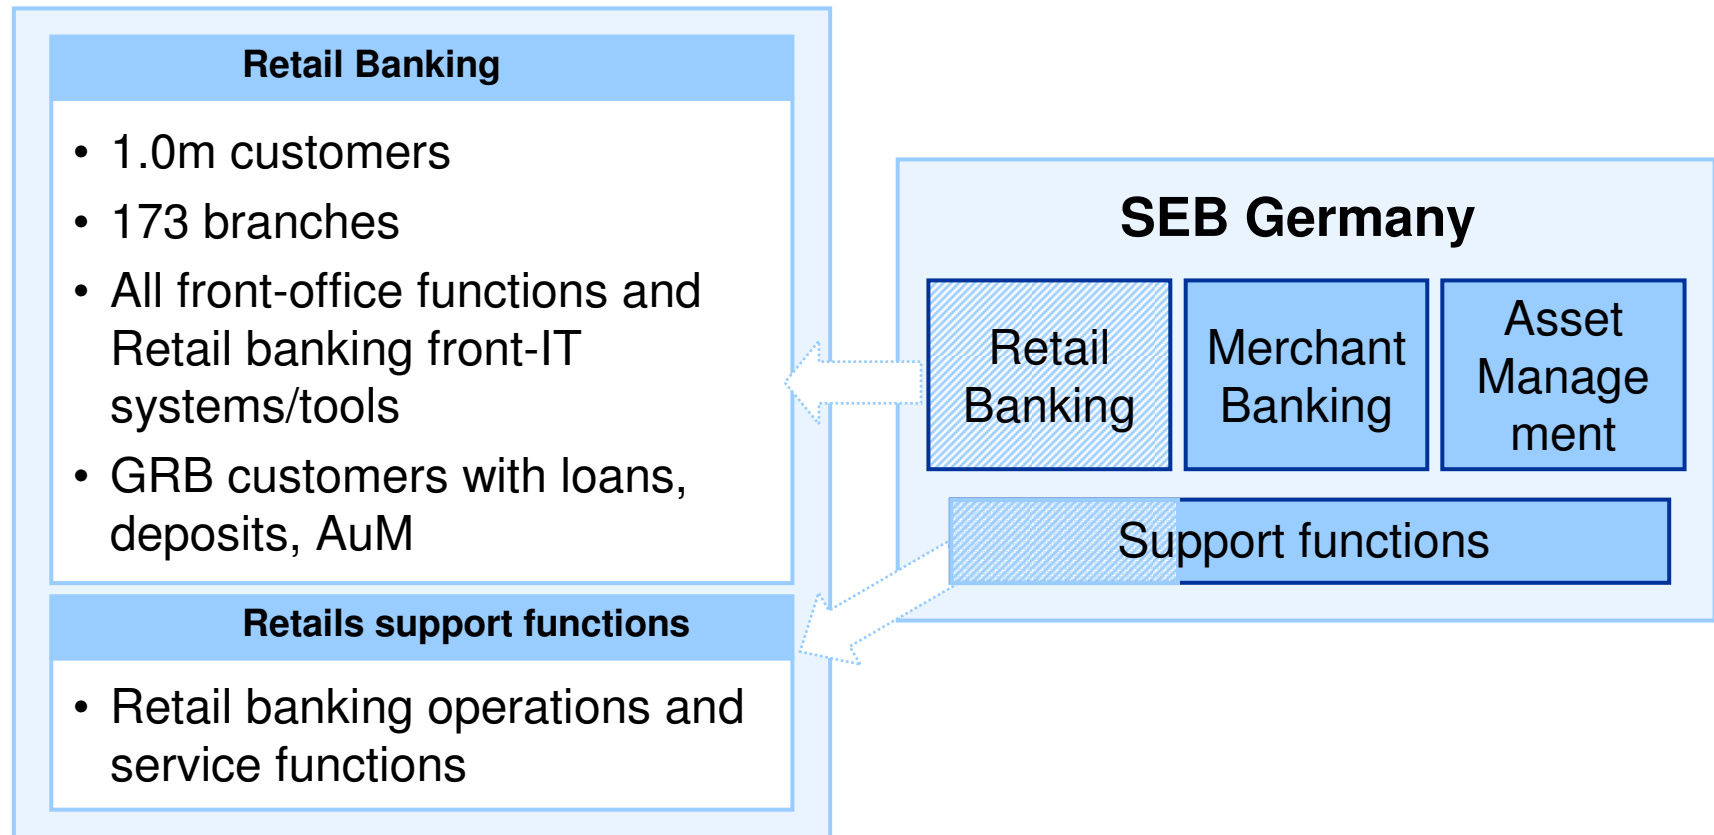 Retail Banking
• 1.0m customers
• 173 branches
• All front-office functions and
Retail banking front-IT
systems/tools
• GRB customers with loans,
deposits, AuM
Retails support functions
• Retail banking operations and
service functions
SEB Germany
Retail
Banking
Merchant
Banking
Asset
Manage
ment
Support functions